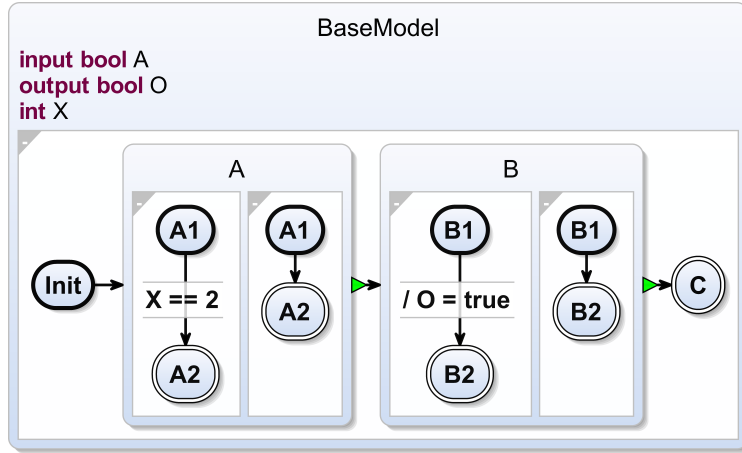 BaseModel
input bool A
output bool O
int X
-
A
B
-
-
-
-
A1
A1
B1
B1
Init
X == 2
A2
/ O = true
B2
C
A2
B2